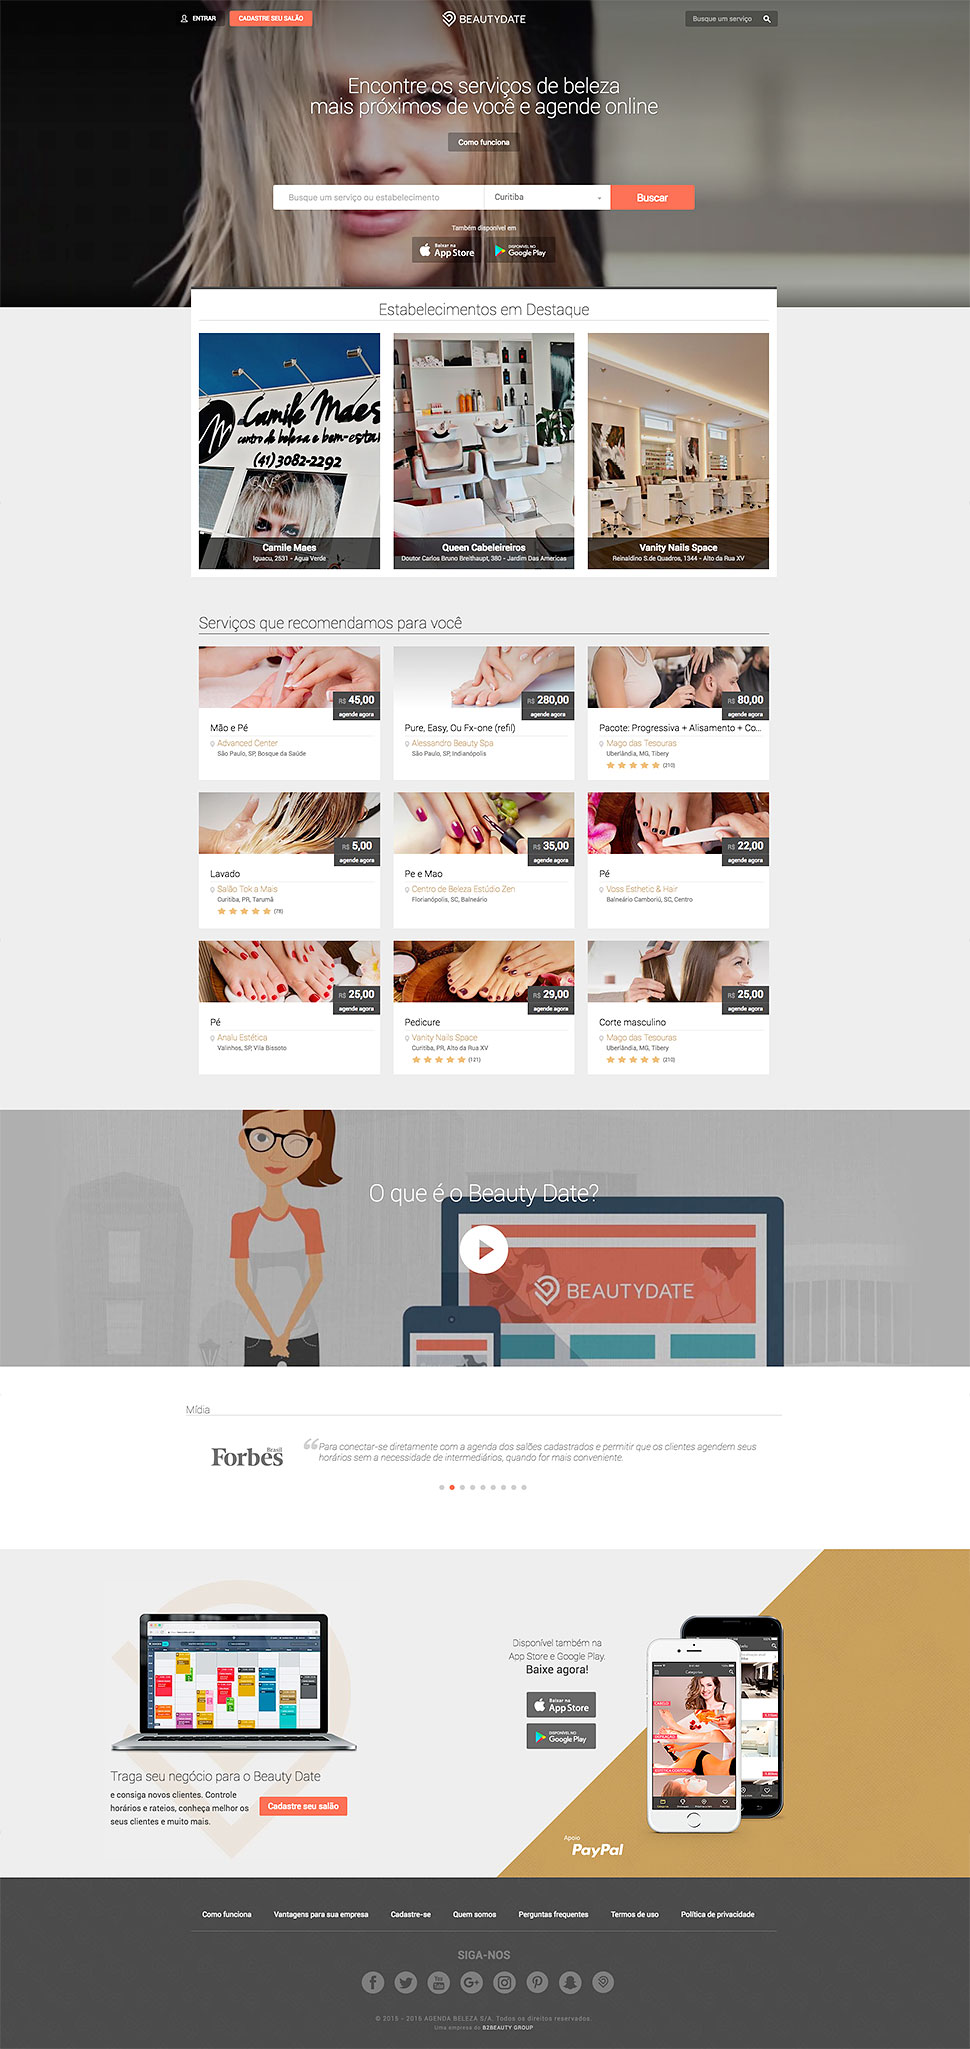 ENTRAR
CADASTRE SEU SALÃO
BEAUTYDATE
Busque um serviço
Encontre os serviços de beleza
mais próximos de você e agende online
Como funciona
Busque um serviço ou estabelecimento
Curitiba
Buscar
Também disponível em
Baixar na
App Store
DISPONÍVEL NO
Google Play
Estabelecimentos em Destaque
Camile Maes
centro de beleza e bem-estar
(41) 3082-2292
Camile Maes
Iguacu, 2531 - Agua Verde
Queen Cabeleireiros
Doutor Carlos Bruno Breithaupt, 380 - Jardim Das Americas
Vanity Nails Space
Reinaldino S.de Quadros, 1344 - Alto da Rua XV
Serviços que recomendamos para você
R$ 45,00
agende agora
Mão e Pé
Advanced Center
São Paulo, SP, Bosque da Saúde
R$ 280,00
agende agora
Pure, Easy, Ou Fx-one (refil)
Alessandro Beauty Spa
São Paulo, SP, Indianópolis
R$ 80,00
agende agora
Pacote: Progressiva + Alisamento + Co...
Mago das Tesouras
Uberlândia, MG, Tibery
(210)
R$ 5,00
agende agora
Lavado
Salão Tok a Mais
Curitiba, PR, Tarumã
(78)
R$ 35,00
agende agora
Pe e Mao
Centro de Beleza Estúdio Zen
Florianópolis, SC, Balneário
R$ 22,00
agende agora
Pé
Voss Esthetic & Hair
Balneário Camboriú, SC, Centro
R$ 25,00
agende agora
Pé
Analu Estética
Valinhos, SP, Vila Bissoto
R$ 29,00
agende agora
Pedicure
Vanity Nails Space
Curitiba, PR, Alto da Rua XV
(121)
R$ 25,00
agende agora
Corte masculino
Mago das Tesouras
Uberlândia, MG, Tibery
(210)
O que é o Beauty Date?
BEAUTYDATE
Mídia
Forbes
Brasil
“Para conectar-se diretamente com a agenda dos salões cadastrados e permitir que os clientes agendem seus
horários sem a necessidade de intermediários, quando for mais conveniente.
Traga seu negócio para o Beauty Date
e consiga novos clientes. Controle
horários e rateios, conheça melhor os
seus clientes e muito mais.
Cadastre seu salão
Disponível também na
App Store e Google Play.
Baixe agora!
Baixar na
App Store
DISPONÍVEL NO
Google Play
Categorias
CABELO
DEPILAÇÃO
ESTÉTICA CORPORAL
Apoio
PayPal
Como funciona
Vantagens para sua empresa
Cadastre-se
Quem somos
Perguntas frequentes
Termos de uso
Política de privacidade
SIGA-NOS
© 2015 - 2016 AGENDA BELEZA S/A. Todos os direitos reservados.
Uma empresa do B2BEAUTY GROUP